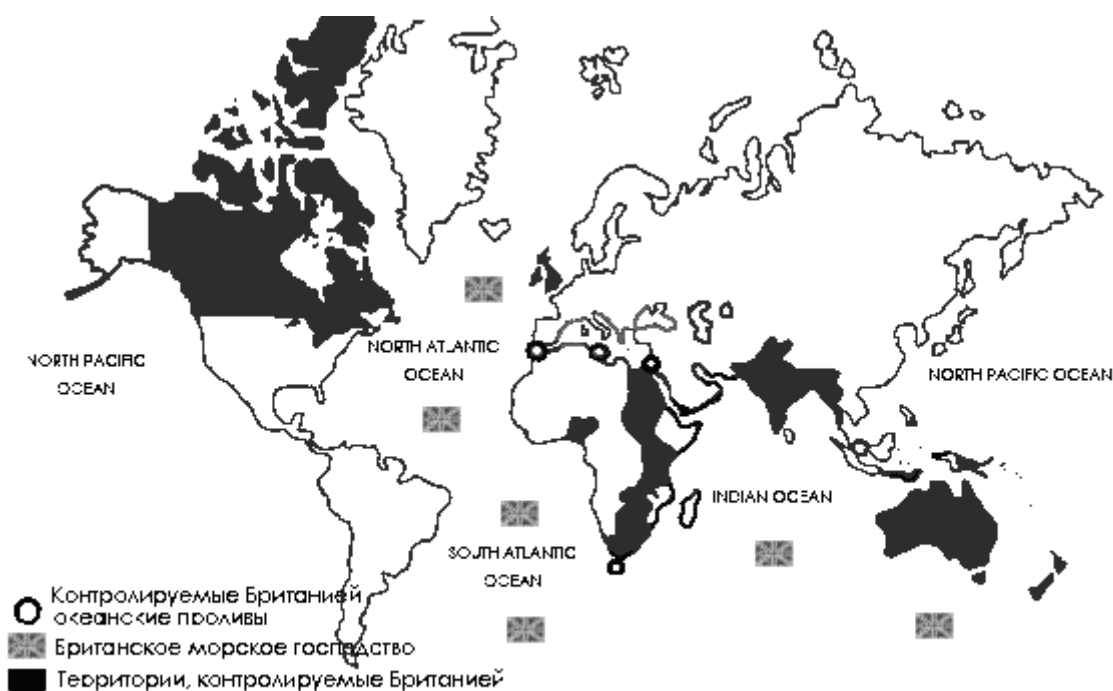 NORTH PACIFIC
OCEAN
NORTH ATLANTIC
OCEAN
NORTH PACIFIC OCEAN
INDIAN OCEAN
SOUTH ATLANTIC
OCEAN
Контролируемые Британией
океанские проливы
Британское морское господство
Территории, контролируемые Британией